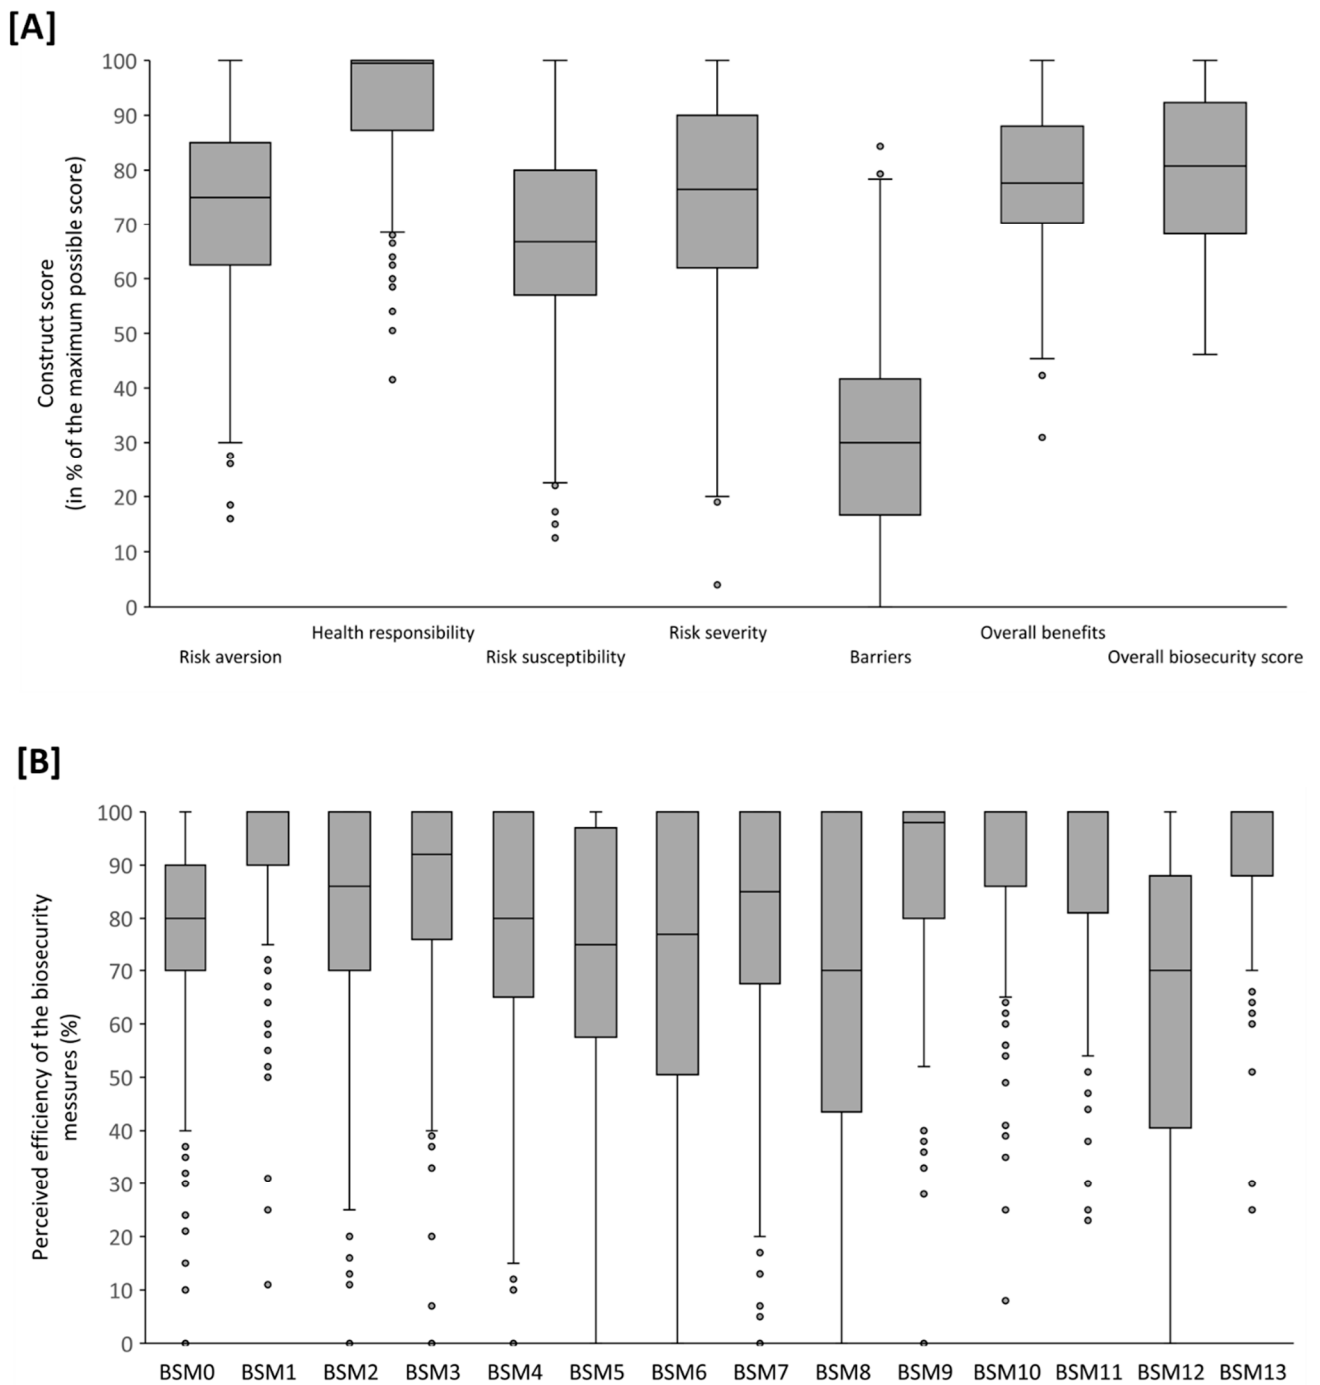 [A]
Construct score
(in % of the maximum possible score)
100
90
80
70
60
50
40
30
20
10
0
Health responsibility
Risk severity
Overall benefits
Risk aversion
Risk susceptibility
Barriers
Overall biosecurity score
[B]
Perceived efficiency of the biosecurity
messures (%)
100
90
80
70
60
50
40
30
20
10
0
BSM0 BSM1 BSM2 BSM3 BSM4 BSM5 BSM6 BSM7 BSM8 BSM9 BSM10 BSM11 BSM12 BSM13